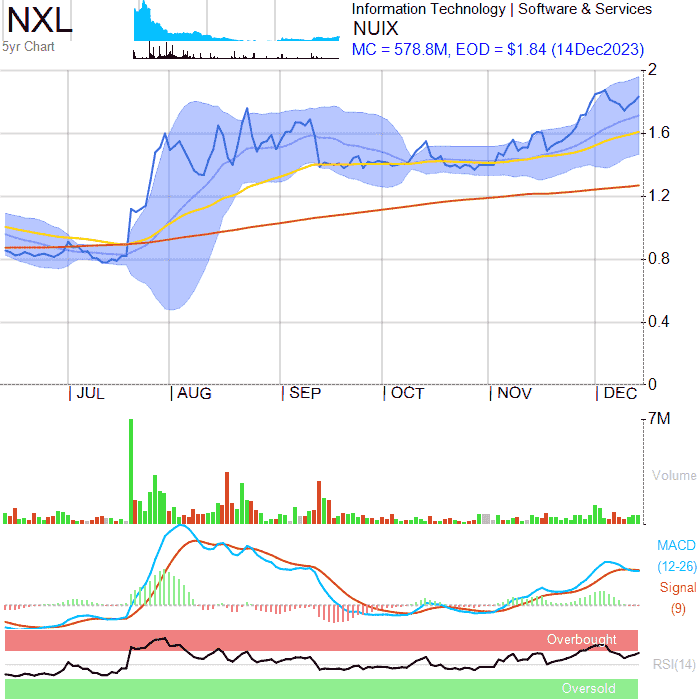 NXL
5yr Chart
Information Technology | Software & Services
NUIX
MC = 578.8M, EOD = $1.84 (14Dec2023)
2
1.6
1.2
0.8
0.4
0
JUL AUG SEP OCT NOV DEC
7M
Volume
MACD
(12-26)
Signal
(9)
Overbought
RSI(14)
Oversold